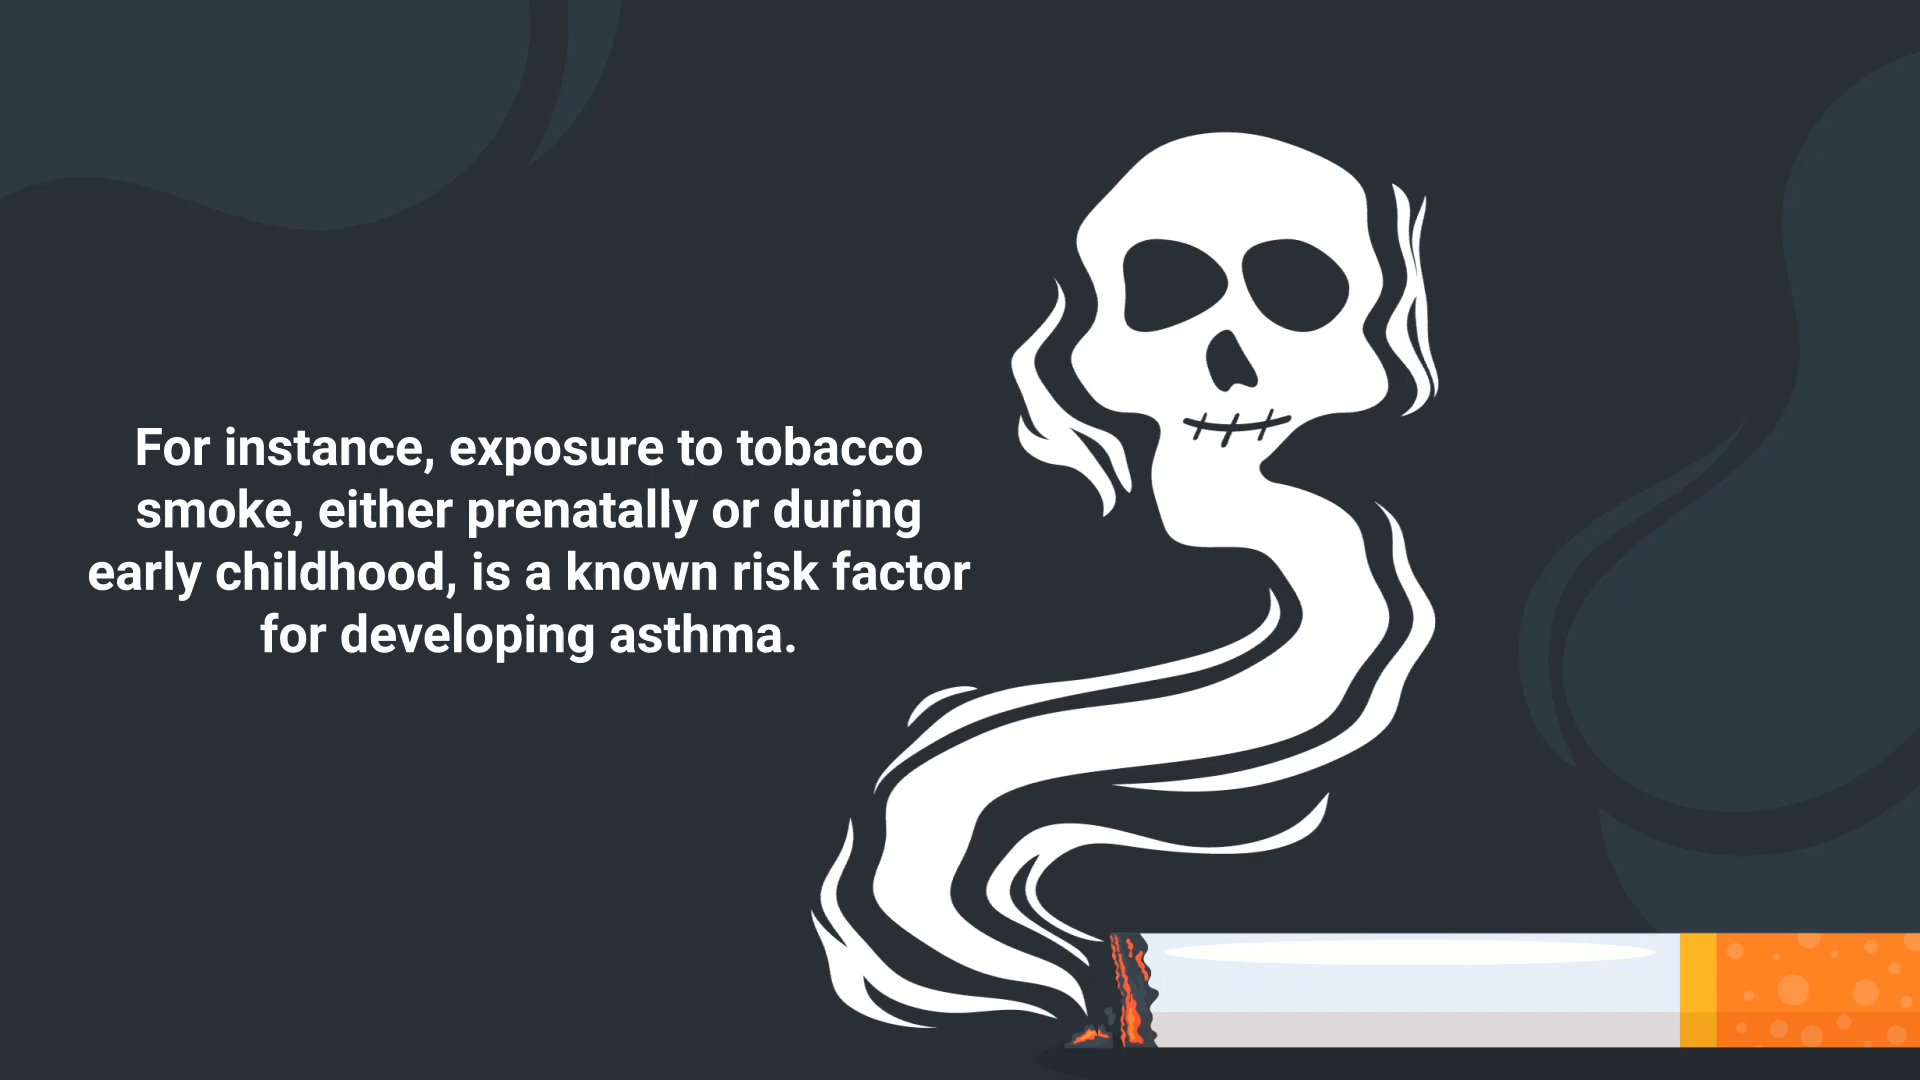 For instance, exposure to tobacco
smoke, either prenatally or during
early childhood, is a known risk factor
for developing asthma.